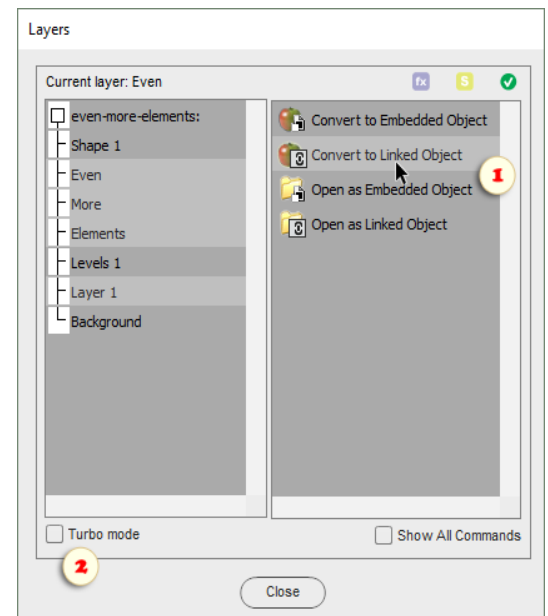 Layers
Current layer: Even
fx
S
even-more-elements:
Shape 1
Even
More
Elements
Levels 1
Layer 1
Background
Convert to Embedded Object
Convert to Linked Object
1
Open as Embedded Object
Open as Linked Object
Turbo mode
Show All Commands
2
Close